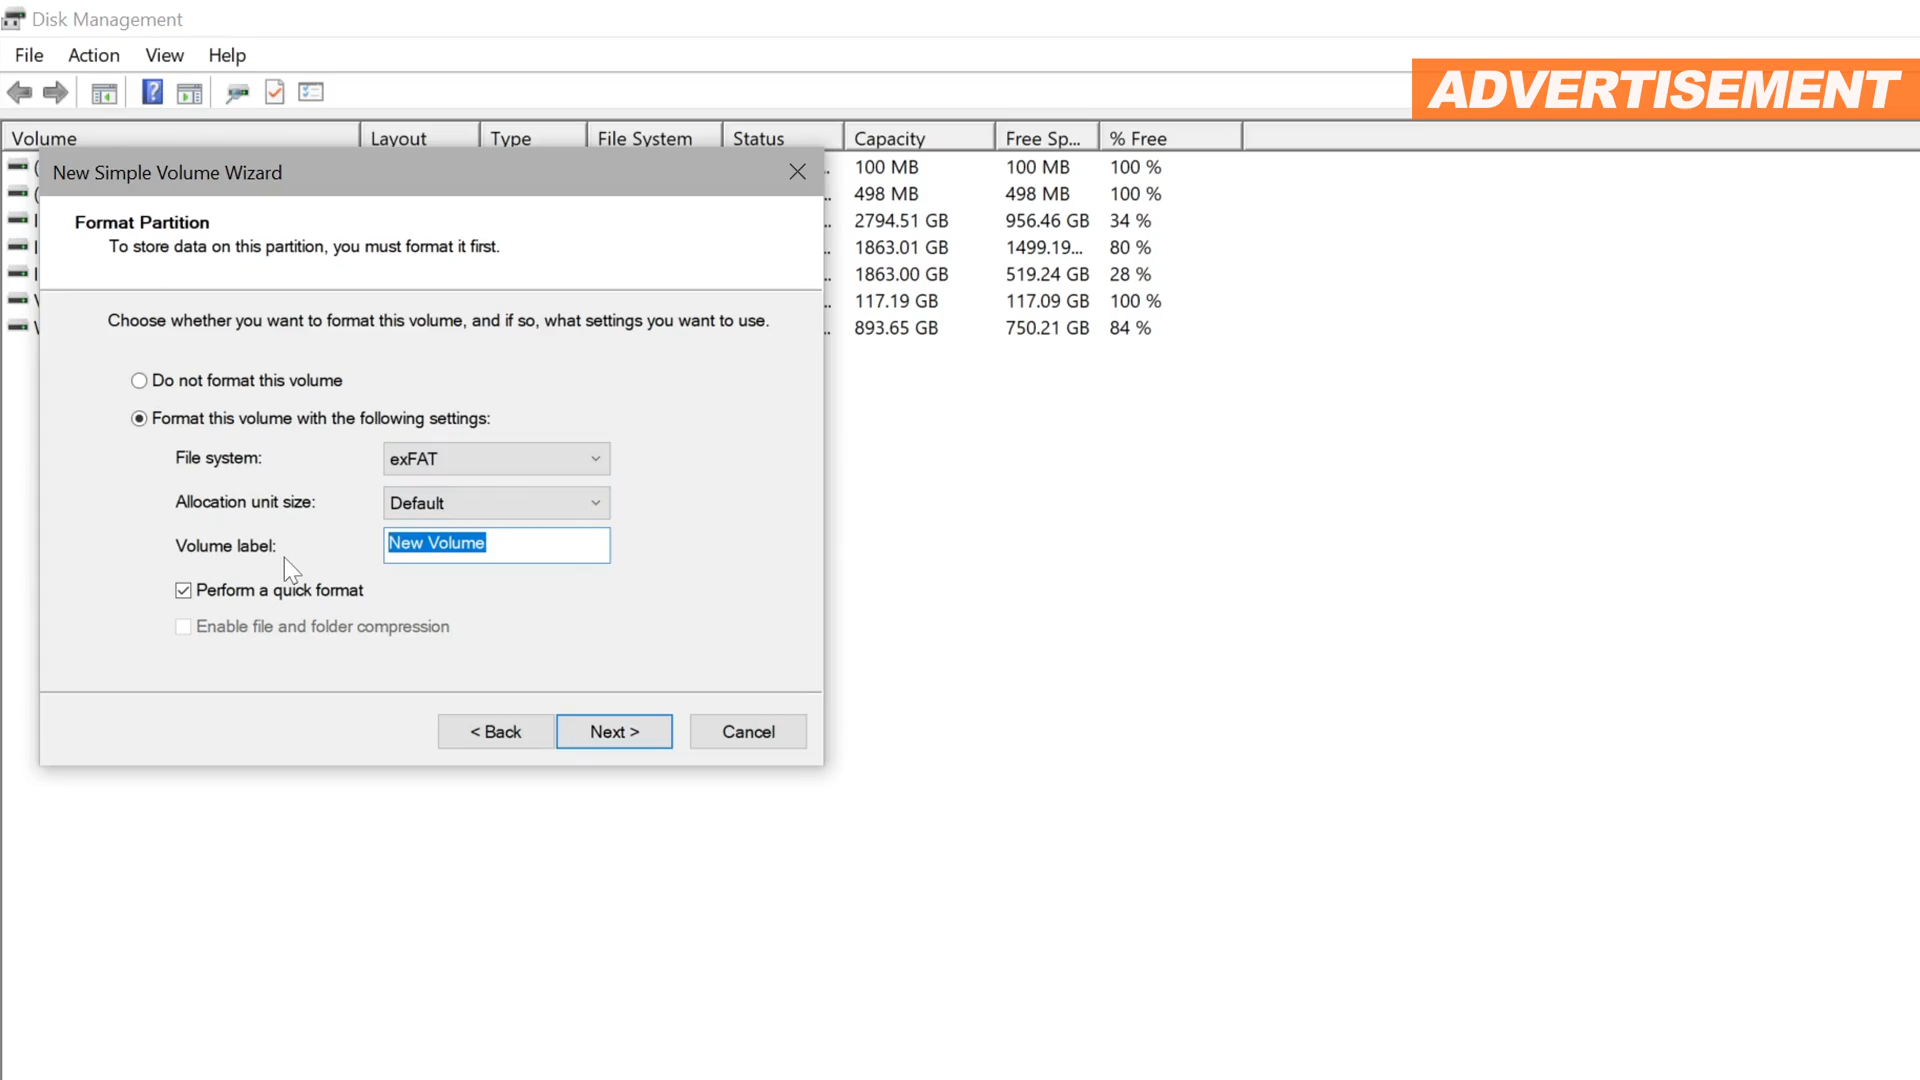 Disk Management
File Action View Help
ADVERTISEMENT
Volume Layout Type File System Status Capacity Free Sp... % Free
New Simple Volume Wizard
100 MB 100 MB 100 %
498 MB 498 MB 100 %
2794.51 GB 956.46 GB 34 %
1863.01 GB 1499.19... 80 %
1863.00 GB 519.24 GB 28 %
117.19 GB 117.09 GB 100 %
893.65 GB 750.21 GB 84 %
Format Partition
To store data on this partition, you must format it first.
Choose whether you want to format this volume, and if so, what settings you want to use.
Do not format this volume
Format this volume with the following settings:
File system: exFAT
Allocation unit size: Default
Volume label: New Volume
Perform a quick format
Enable file and folder compression
< Back Next > Cancel